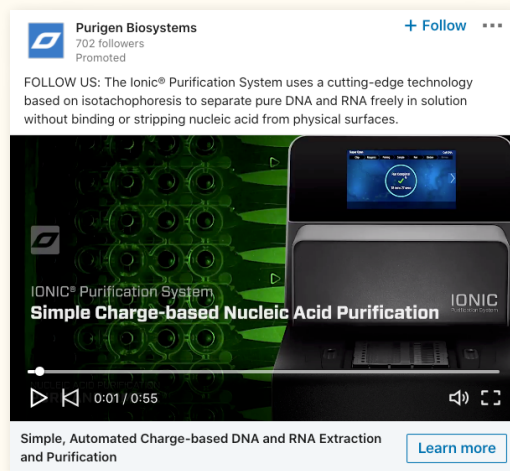 Purigen Biosystems
+ Follow
702 followers
Promoted
FOLLOW US: The Ionic® Purification System uses a cutting-edge technology
based on isotachophoresis to separate pure DNA and RNA freely in solution
without binding or stripping nucleic acid from physical surfaces.
IONIC® Purification System
Simple Charge-based Nucleic Acid Purification
IONIC
Purification System
0:01 / 0:55
Simple, Automated Charge-based DNA and RNA Extraction
and Purification
Learn more